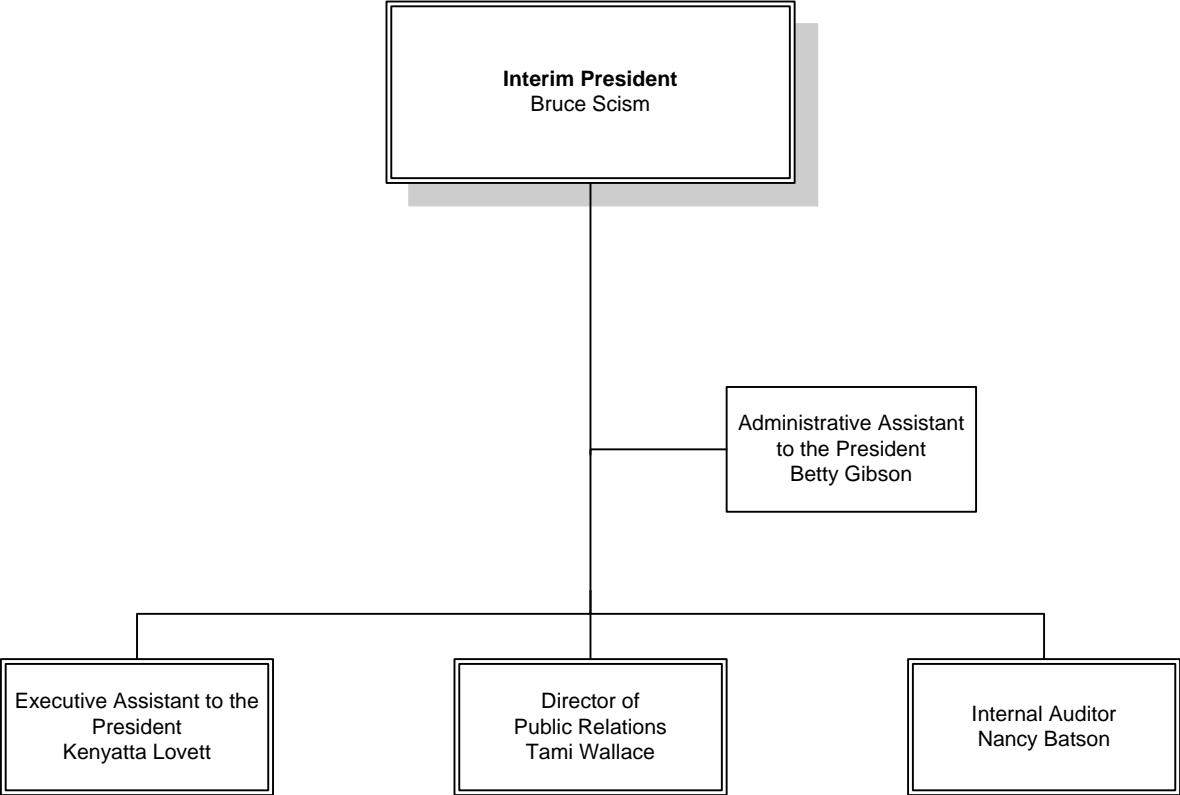 Interim President
Bruce Scism
Administrative Assistant
to the President
Betty Gibson
Executive Assistant to the
President
Kenyatta Lovett
Director of
Public Relations
Tami Wallace
Internal Auditor
Nancy Batson